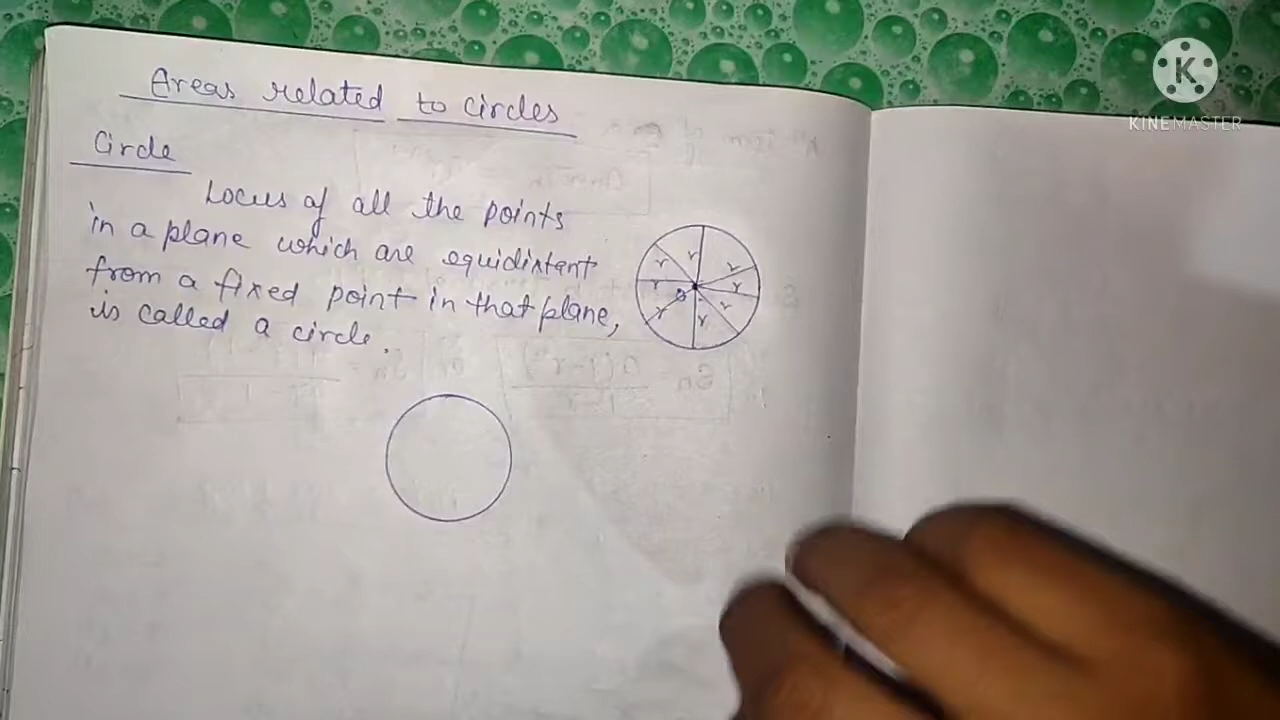 Areas related to circles
Circle
Locus of all the points
in a plane which are equidistant
from a fixed point in that plane,
is called a circle.
r
r
r
r
r
r
r
r
O
K
KINEMASTER